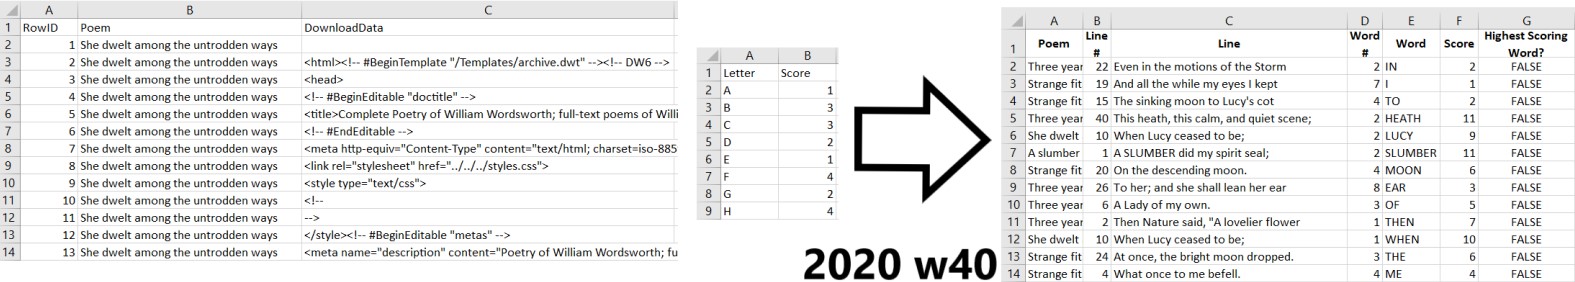 A B C
1 RowID Poem DownloadData
2 1 She dwelt among the untrodden ways
3 2 She dwelt among the untrodden ways <html><!-- #BeginTemplate "/Templates/archive.dwt" --><!-- DW6 -->
4 3 She dwelt among the untrodden ways <head>
5 4 She dwelt among the untrodden ways <!-- #BeginEditable "doctitle" -->
6 5 She dwelt among the untrodden ways <title>Complete Poetry of William Wordsworth; full-text poems of Willi
7 6 She dwelt among the untrodden ways <!-- #EndEditable -->
8 7 She dwelt among the untrodden ways <meta http-equiv="Content-Type" content="text/html; charset=iso-885
9 8 She dwelt among the untrodden ways <link rel="stylesheet" href="../../../styles.css">
10 9 She dwelt among the untrodden ways <style type="text/css">
11 10 She dwelt among the untrodden ways <!--
12 11 She dwelt among the untrodden ways -->
13 12 She dwelt among the untrodden ways </style><!-- #BeginEditable "metas" -->
14 13 She dwelt among the untrodden ways <meta name="description" content="Poetry of William Wordsworth; fu
A B
1 Letter Score
2 A 1
3 B 3
4 C 3
5 D 2
6 E 1
7 F 4
8 G 2
9 H 4
2020 w40
A B C D E F G
1 Poem Line # Line Word # Word Score Highest Scoring Word?
2 Three year 22 Even in the motions of the Storm 2 IN 2 FALSE
3 Strange fit 19 And all the while my eyes I kept 7 I 1 FALSE
4 Strange fit 15 The sinking moon to Lucy's cot 4 TO 2 FALSE
5 Three year 40 This heath, this calm, and quiet scene; 2 HEATH 11 FALSE
6 She dwelt 10 When Lucy ceased to be; 2 LUCY 9 FALSE
7 A slumber 1 A SLUMBER did my spirit seal; 2 SLUMBER 11 FALSE
8 Strange fit 20 On the descending moon. 4 MOON 6 FALSE
9 Three year 26 To her; and she shall lean her ear 8 EAR 3 FALSE
10 Three year 6 A Lady of my own. 3 OF 5 FALSE
11 Three year 2 Then Nature said, "A lovelier flower 1 THEN 7 FALSE
12 She dwelt 10 When Lucy ceased to be; 1 WHEN 10 FALSE
13 Strange fit 24 At once, the bright moon dropped. 3 THE 6 FALSE
14 Strange fit 4 What once to me befell. 4 ME 4 FALSE